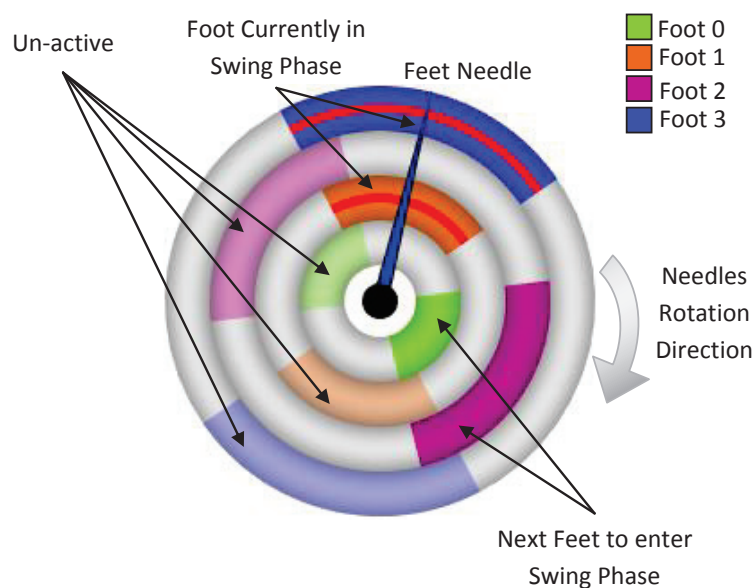 Un-active
Foot Currently in
Swing Phase
Feet Needle
Foot 0
Foot 1
Foot 2
Foot 3
Needles
Rotation
Direction
Next Feet to enter
Swing Phase